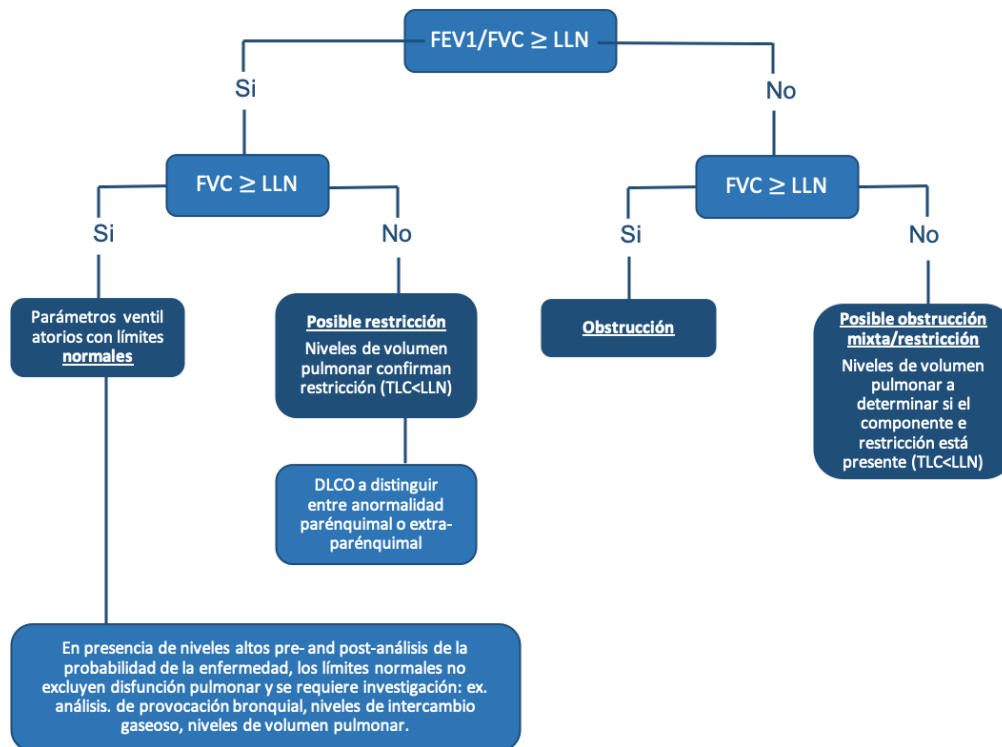 FEV1/FVC ≥ LLN
Si
No
FVC ≥ LLN
FVC ≥ LLN
Si
No
Si
No
Parámetros ventil
atorios con límites
normales
Posible restricción
Niveles de volumen
pulmonar confirman
restricción (TLC<LLN)
Obstrucción
Posible obstrucción
mixta/restricción
Niveles de volumen
pulmonar a
determinar si el
componente e
restricción está
presente (TLC<LLN)
DLCO a distinguir
entre anormalidad
parénquimal o extra-
parénquimal
En presencia de niveles altos pre- and post-análisis de la
probabilidad de la enfermedad, los límites normales no
excluyen disfunción pulmonar y se requiere investigación: ex.
análisis. de provocación bronquial, niveles de intercambio
gaseoso, niveles de volumen pulmonar.